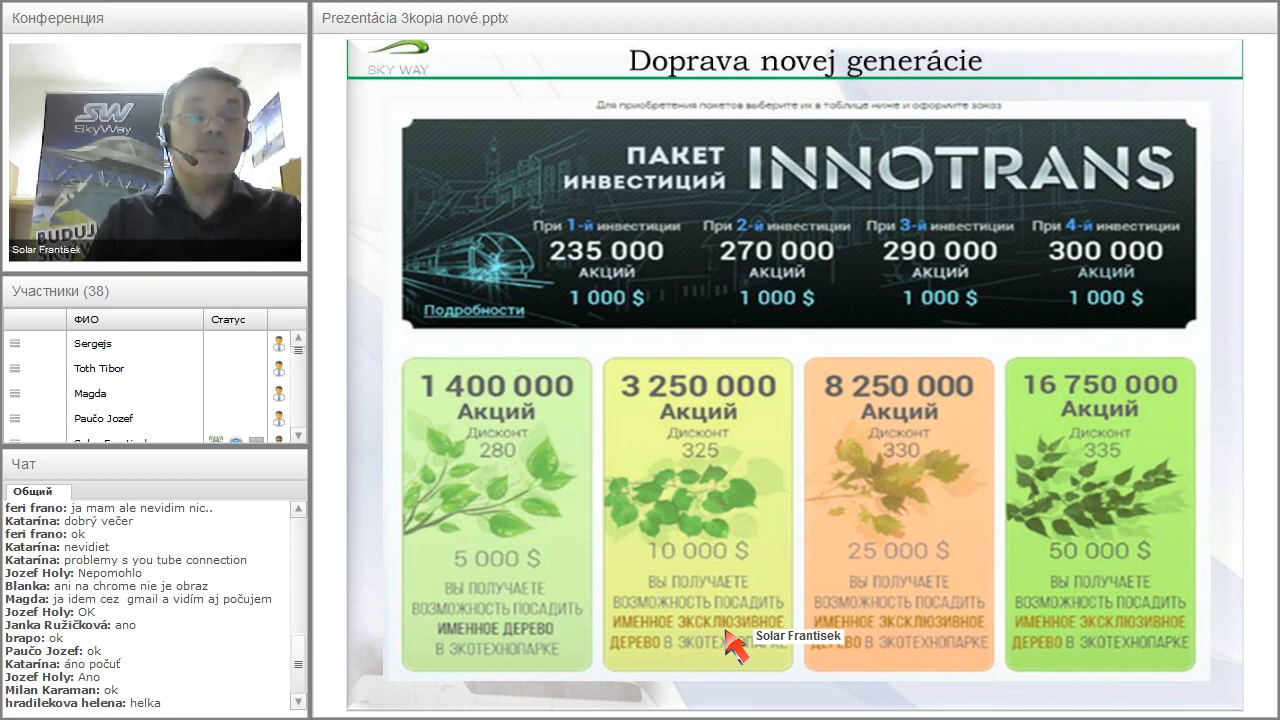 Конференция
SW
SkyWay
BUDUJ
Solar Frantisek
Участники (38)
ФИО
Статус
Sergejs
Toth Tibor
Magda
Paučo Jozef
Чат
Общий
feri frano: ja mam ale nevidim nic..
Katarína: dobrý večer
feri frano: ok
Katarína: nevidiet
Katarína: problemy s you tube connection
Jozef Holy: Nepomohlo
Blanka: ani na chrome nie je obraz
Magda: ja idem cez gmail a vidím aj počujem
Jozef Holy: OK
Janka Ružičková: ano
brapo: ok
Pučo Jozef: ok
Katarína: áno počuť
Jozef Holy: Ano
Milan Karaman: ok
hradilekova helena: helka
Prezentácia 3kopia nové.pptx
SKY WAY
Doprava novej generácie
Для приобретения пакетов выберите их в таблице ниже и оформите заказ
ПАКЕТ
ИНВЕСТИЦИЙ
INNOTRANS
При 1-й инвестиции
235 000
АКЦИЙ
1 000 $
При 2-й инвестиции
270 000
АКЦИЙ
1 000 $
При 3-й инвестиции
290 000
АКЦИЙ
1 000 $
При 4-й инвестиции
300 000
АКЦИЙ
1 000 $
Подробности
1 400 000
Акций
Дисконт
280
5 000 $
ВЫ ПОЛУЧАЕТЕ
ВОЗМОЖНОСТЬ ПОСАДИТЬ
ИМЕННОЕ ДЕРЕВО
В ЭКОТЕХНОПАРКЕ
3 250 000
Акций
Дисконт
325
10 000 $
ВЫ ПОЛУЧАЕТЕ
ВОЗМОЖНОСТЬ ПОСАДИТЬ
ИМЕННОЕ ЭКСКЛЮЗИВНОЕ
ДЕРЕВО В ЭКОТЕХНОПАРКЕ
Solar Frantisek
8 250 000
Акций
Дисконт
330
25 000 $
ВЫ ПОЛУЧАЕТЕ
ВОЗМОЖНОСТЬ ПОСАДИТЬ
ИМЕННОЕ ЭКСКЛЮЗИВНОЕ
ДЕРЕВО В ЭКОТЕХНОПАРКЕ
16 750 000
Акций
Дисконт
335
50 000 $
ВЫ ПОЛУЧАЕТЕ
ВОЗМОЖНОСТЬ ПОСАДИТЬ
ИМЕННОЕ ЭКСКЛЮЗИВНОЕ
ДЕРЕВО В ЭКОТЕХНОПАРКЕ